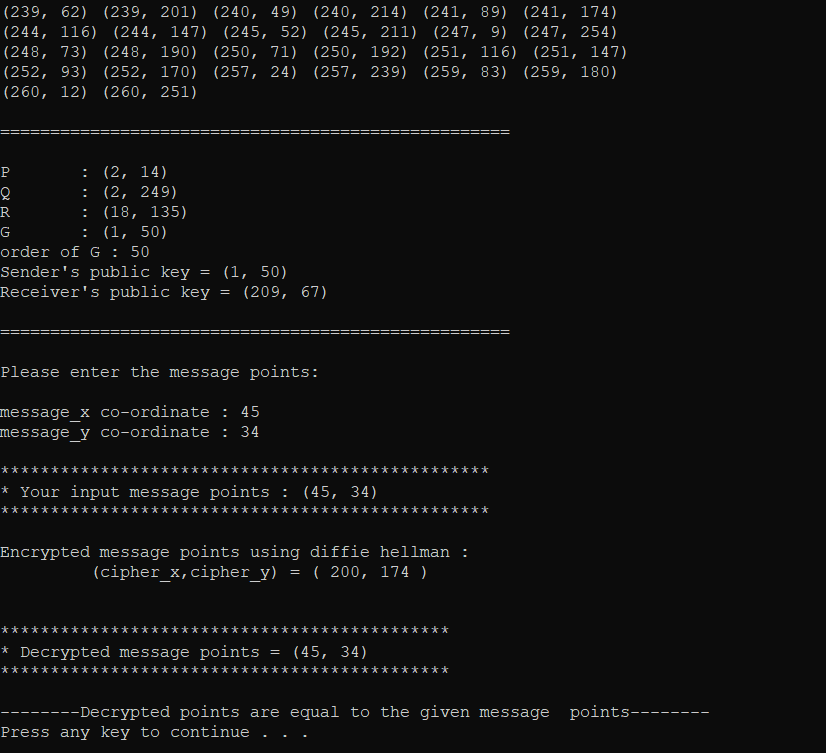 (239, 62) (239, 201) (240, 49) (240, 214) (241, 89) (241, 174)
(244, 116) (244, 147) (245, 52) (245, 211) (247, 9) (247, 254)
(248, 73) (248, 190) (250, 71) (250, 192) (251, 116) (251, 147)
(252, 93) (252, 170) (257, 24) (257, 239) (259, 83) (259, 180)
(260, 12) (260, 251)
===================================================
P       : (2, 14)
Q       : (2, 249)
R       : (18, 135)
G       : (1, 50)
order of G : 50
Sender's public key = (1, 50)
Receiver's public key = (209, 67)
===================================================
Please enter the message points:
message_x co-ordinate : 45
message_y co-ordinate : 34
*************************************************
* Your input message points : (45, 34)
*************************************************
Encrypted message points using diffie hellman :
(cipher_x,cipher_y) = ( 200, 174 )
*********************************************
* Decrypted message points = (45, 34)
*********************************************
--------Decrypted points are equal to the given message  points--------
Press any key to continue . . .